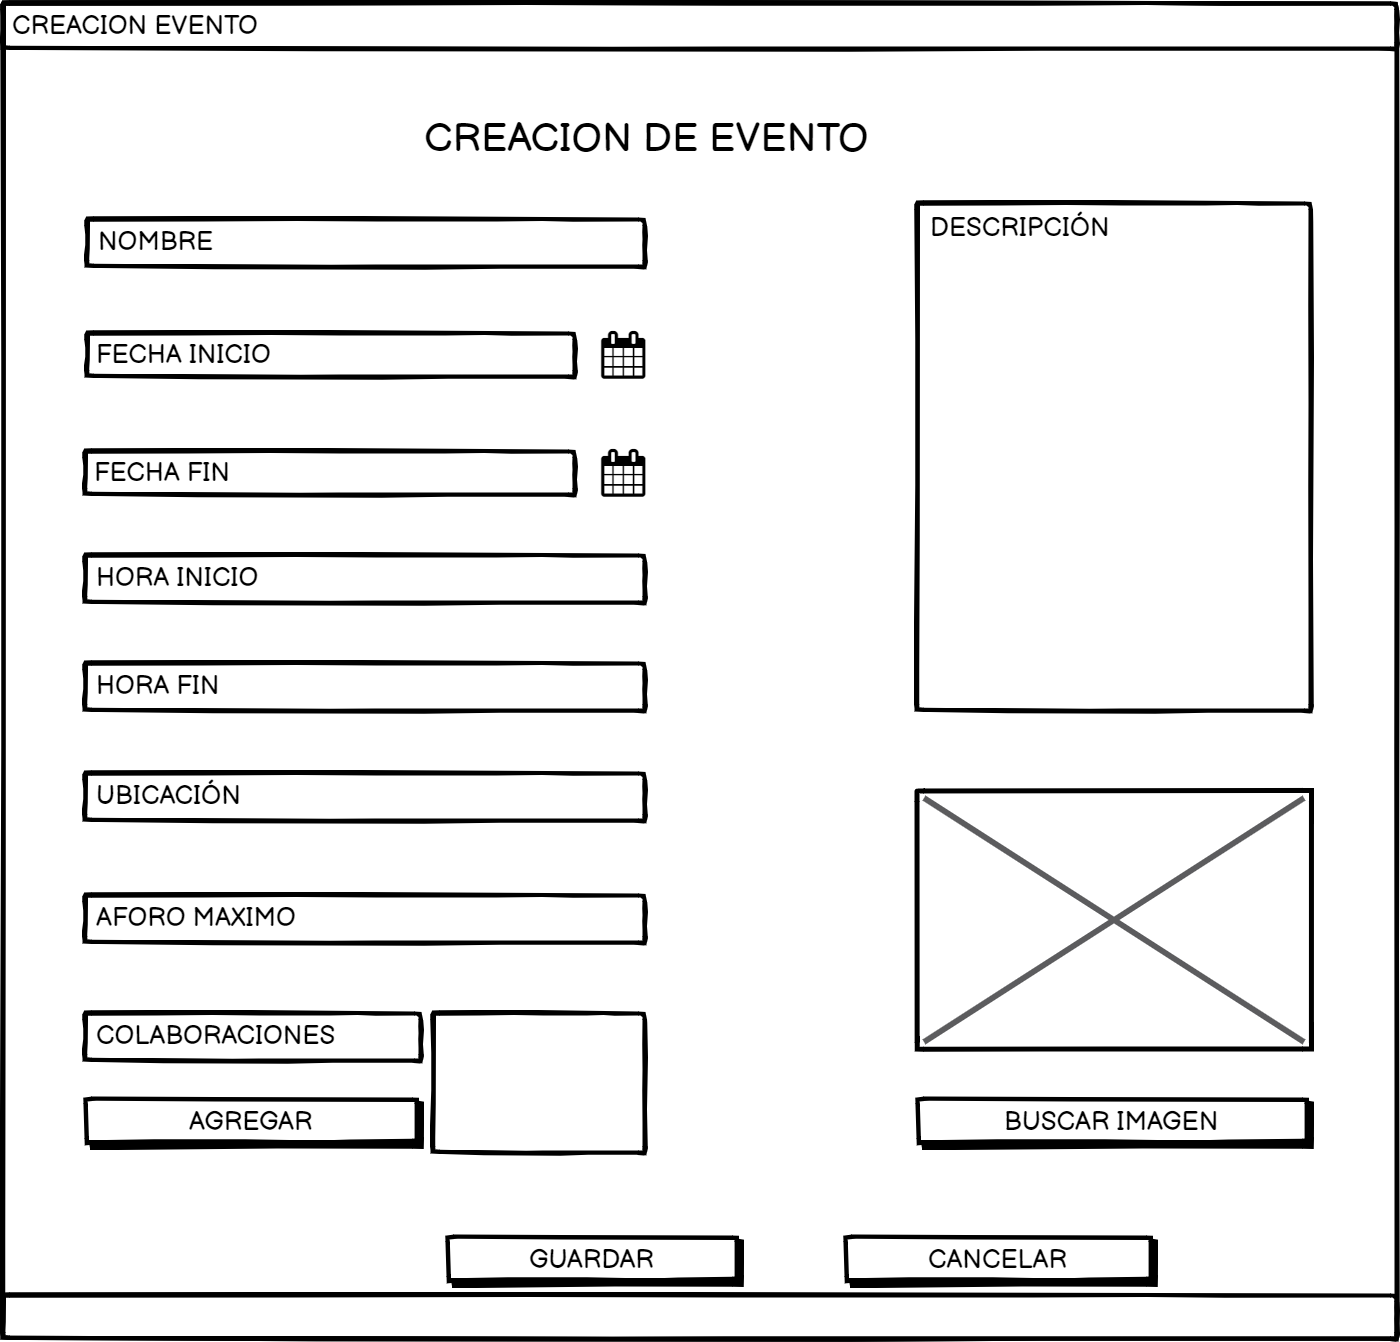 CREACION EVENTO
CREACION DE EVENTO
NOMBRE
FECHA INICIO
FECHA FIN
HORA INICIO
HORA FIN
UBICACIÓN
AFORO MAXIMO
COLABORACIONES
AGREGAR
DESCRIPCIÓN
BUSCAR IMAGEN
GUARDAR
CANCELAR